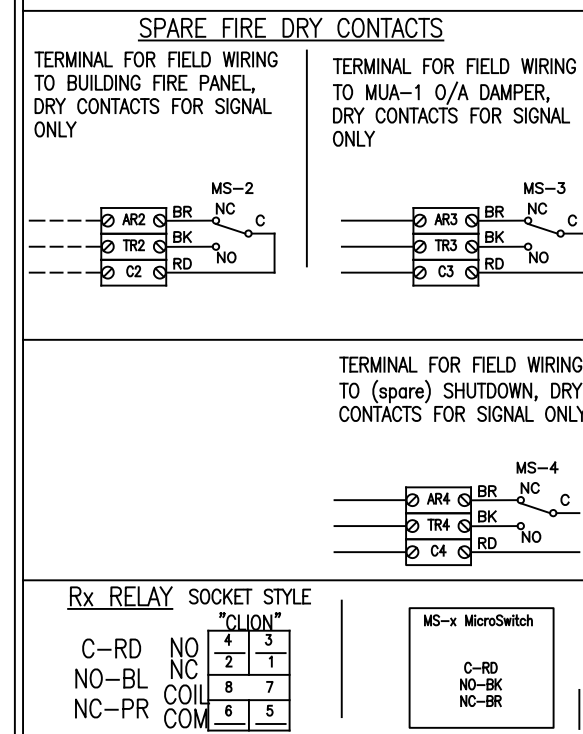 SPARE FIRE DRY CONTACTS
TERMINAL FOR FIELD WIRING
TO BUILDING FIRE PANEL,
DRY CONTACTS FOR SIGNAL
ONLY
MS-2
AR2 BR NC C
TR2 BK NO
C2 RD
TERMINAL FOR FIELD WIRING
TO MUA-1 O/A DAMPER,
DRY CONTACTS FOR SIGNAL
ONLY
MS-3
AR3 BR NC C
TR3 BK NO
C3 RD
TERMINAL FOR FIELD WIRING
TO (spare) SHUTDOWN, DRY
CONTACTS FOR SIGNAL ONLY
MS-4
AR4 BR NC C
TR4 BK NO
C4 RD
Rx RELAY SOCKET STYLE
"CLION"
C-RD
NO-BL
NC-PR
NO 4 3
NC 2 1
COIL 8 7
COM 6 5
MS-x MicroSwitch
C-RD
NO-BK
NC-BR